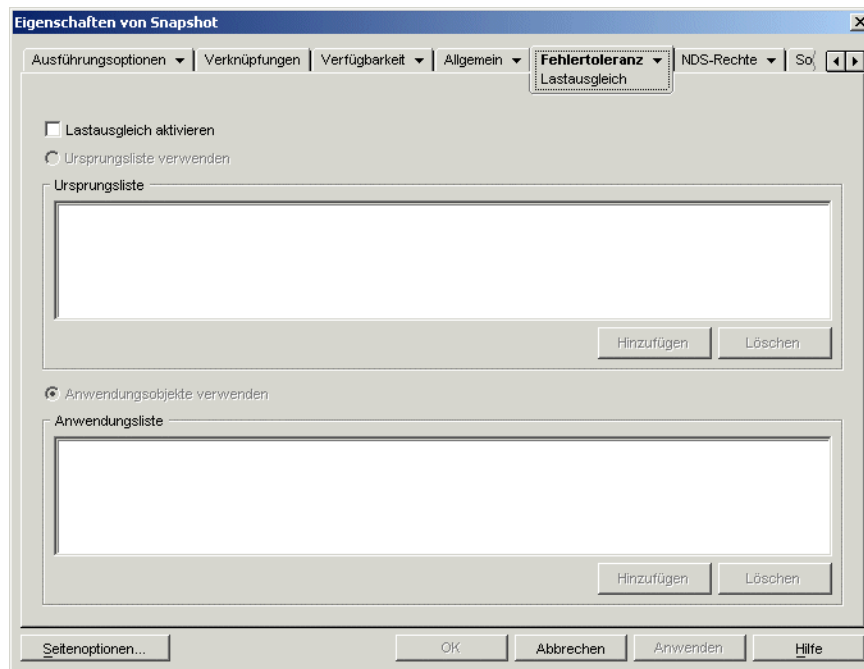 Eigenschaften von Snapshot
Ausführungsoptionen Verknüpfungen Verfügbarkeit Allgemein Fehlertoleranz NDS-Rechte So
Lastausgleich
Lastausgleich aktivieren
Ursprungsliste verwenden
Ursprungsliste
Hinzufügen Löschen
Anwendungsobjekte verwenden
Anwendungsliste
Hinzufügen Löschen
Seitenoptionen... OK Abbrechen Anwenden Hilfe